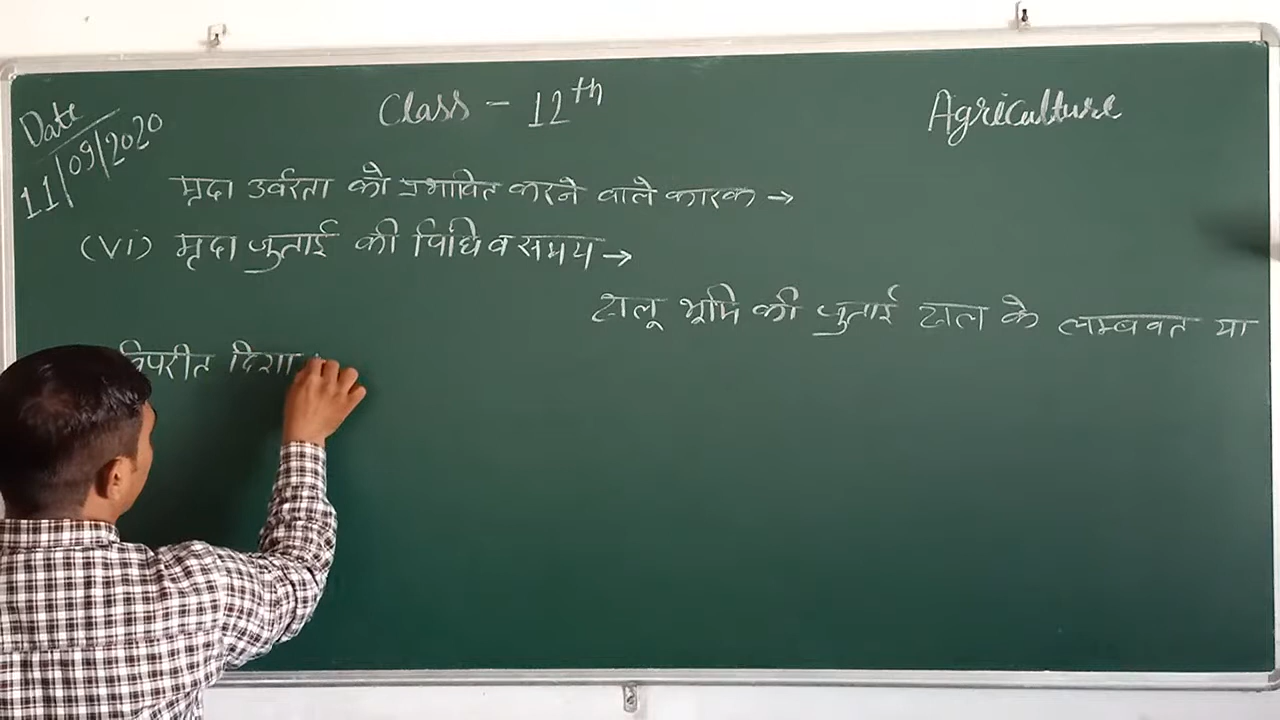 Date
11/09/2020
Class - 12th
Agriculture
मृदा उर्वरता को प्रभावित करने वाले कारक →
(vi) मृदा जुताई की विधि व समय →
ढालू भूमि की जुताई ढाल के लम्बवत या
विपरीत दिशा